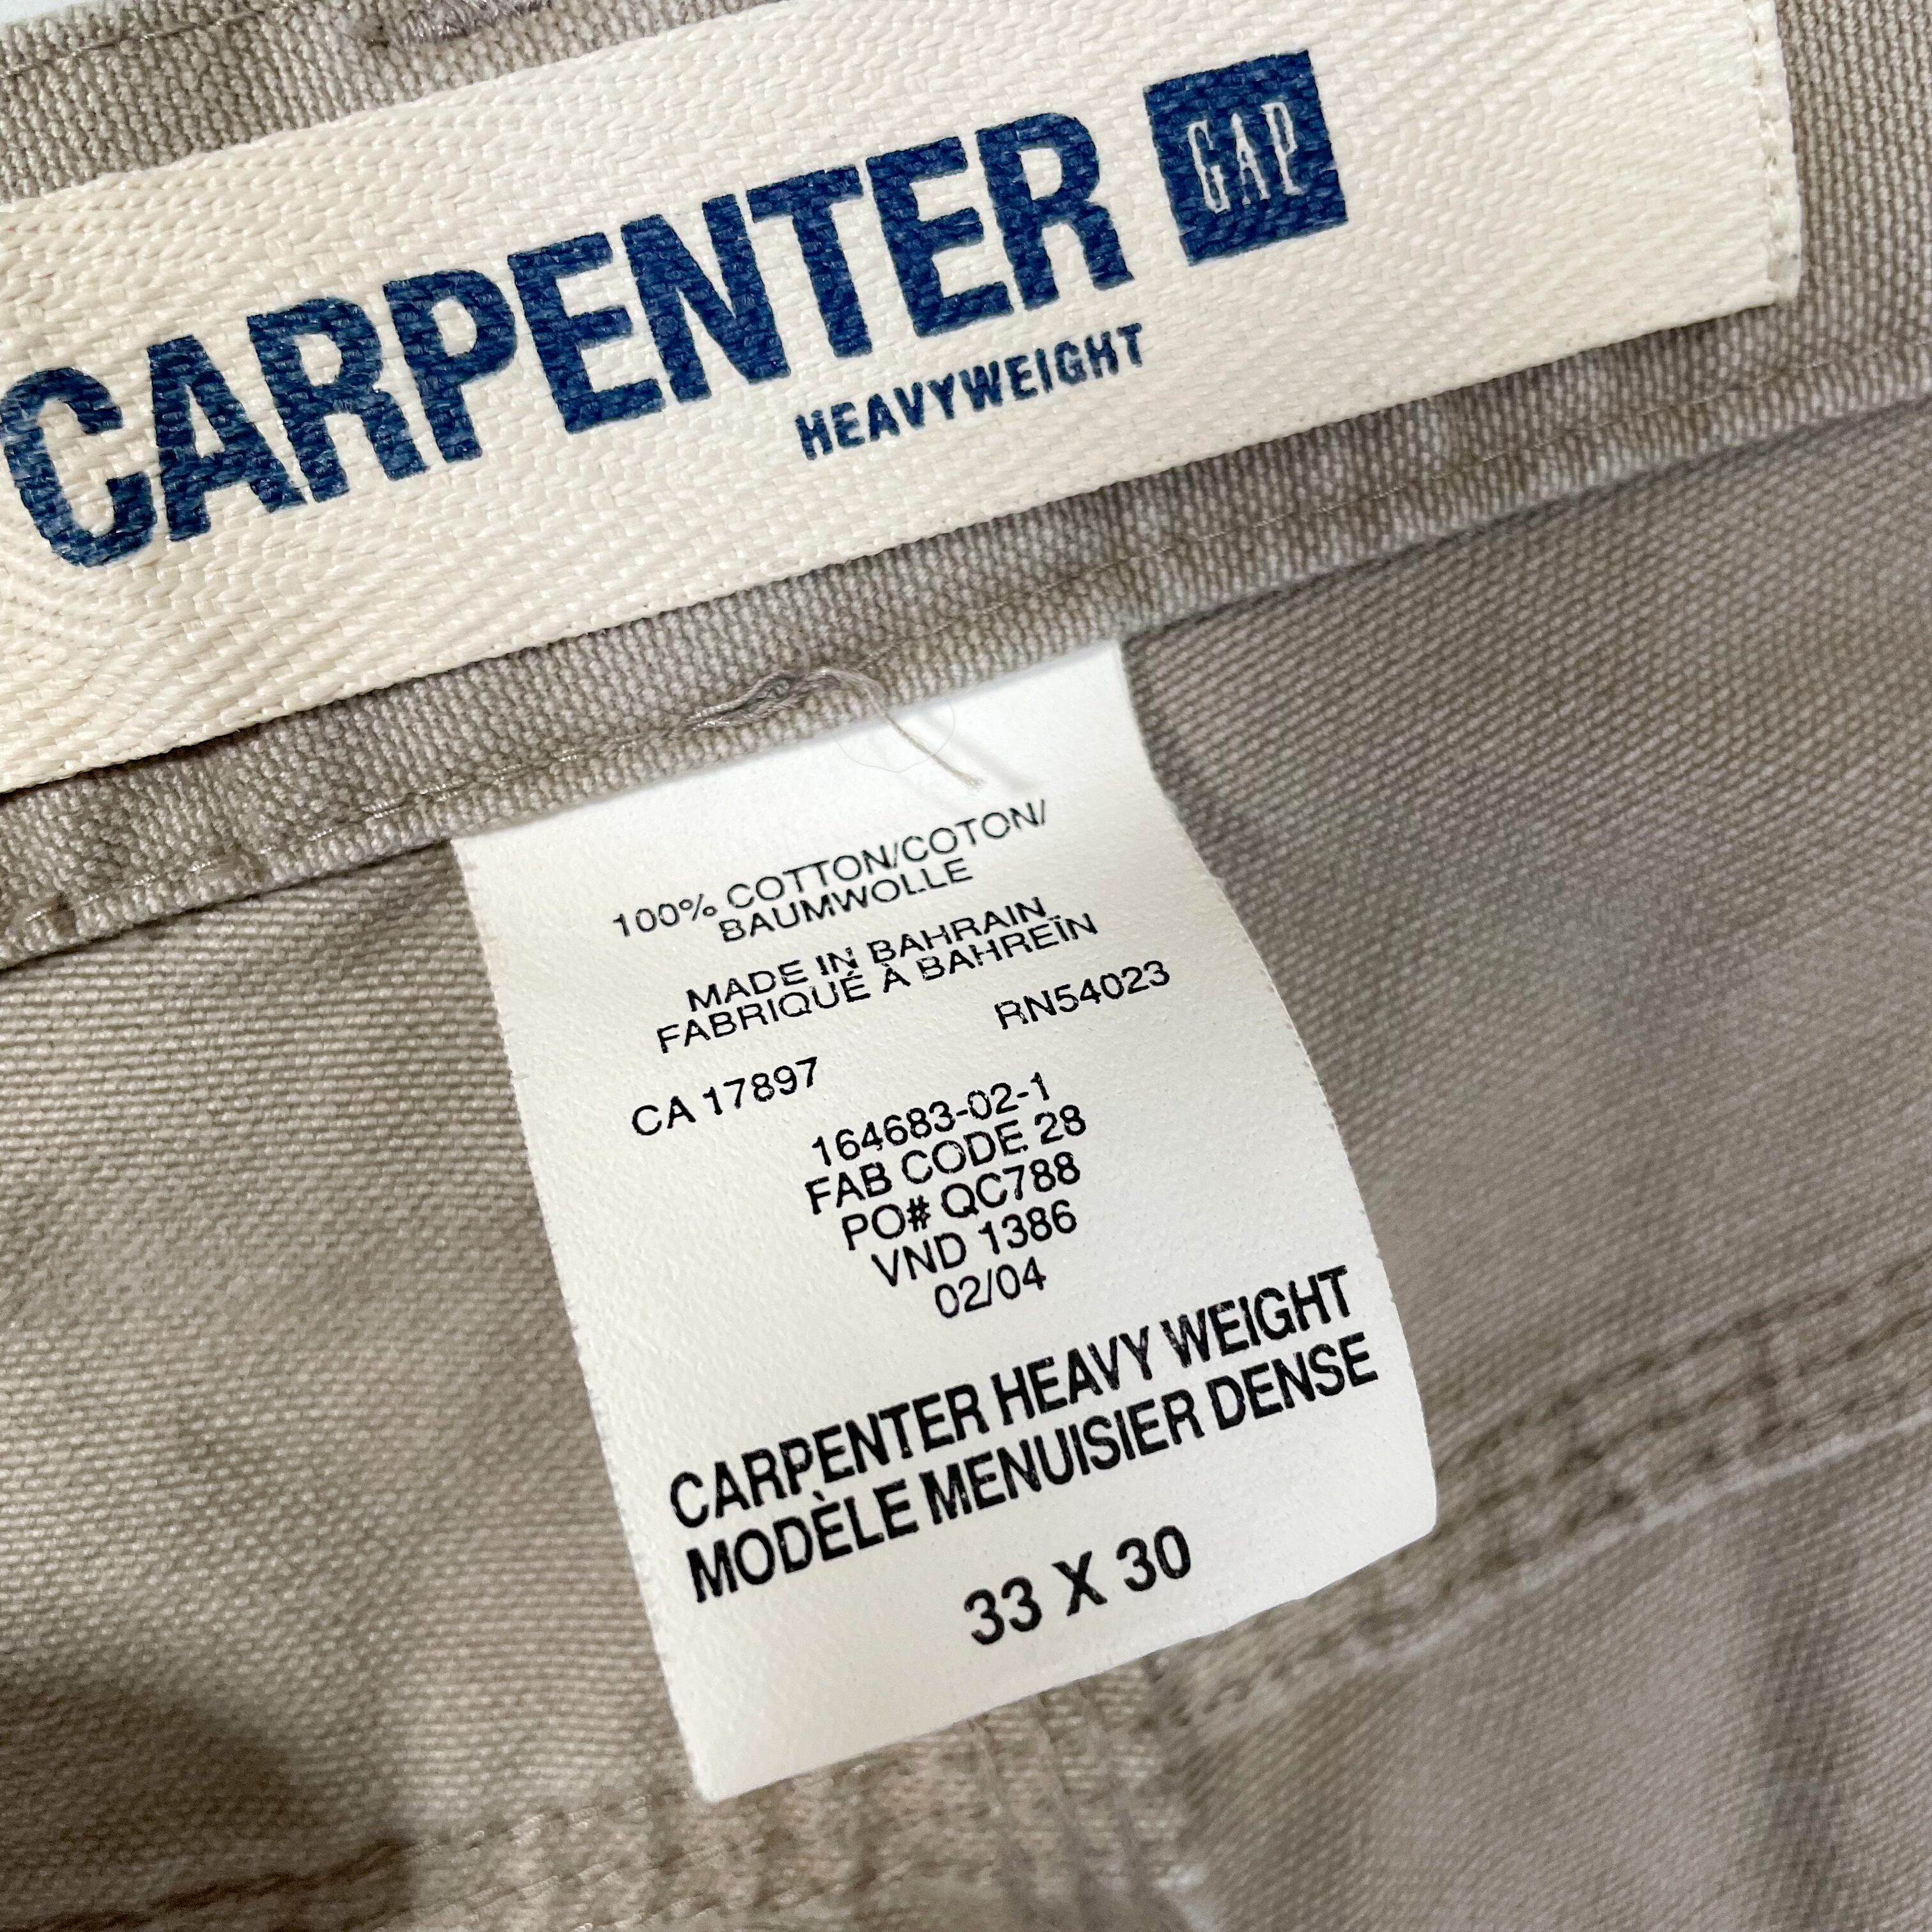 CARPENTER GAP
HEAVYWEIGHT
100% COTTON/COTON/
BAUMWOLLE
MADE IN BAHRAIN
FABRIQUÉ À BAHREÏN
RN54023
CA 17897
164683-02-1
FAB CODE 28
PO# QC788
VND 1386
02/04
CARPENTER HEAVY WEIGHT
MODÈLE MENUISIER DENSE
33 X 30